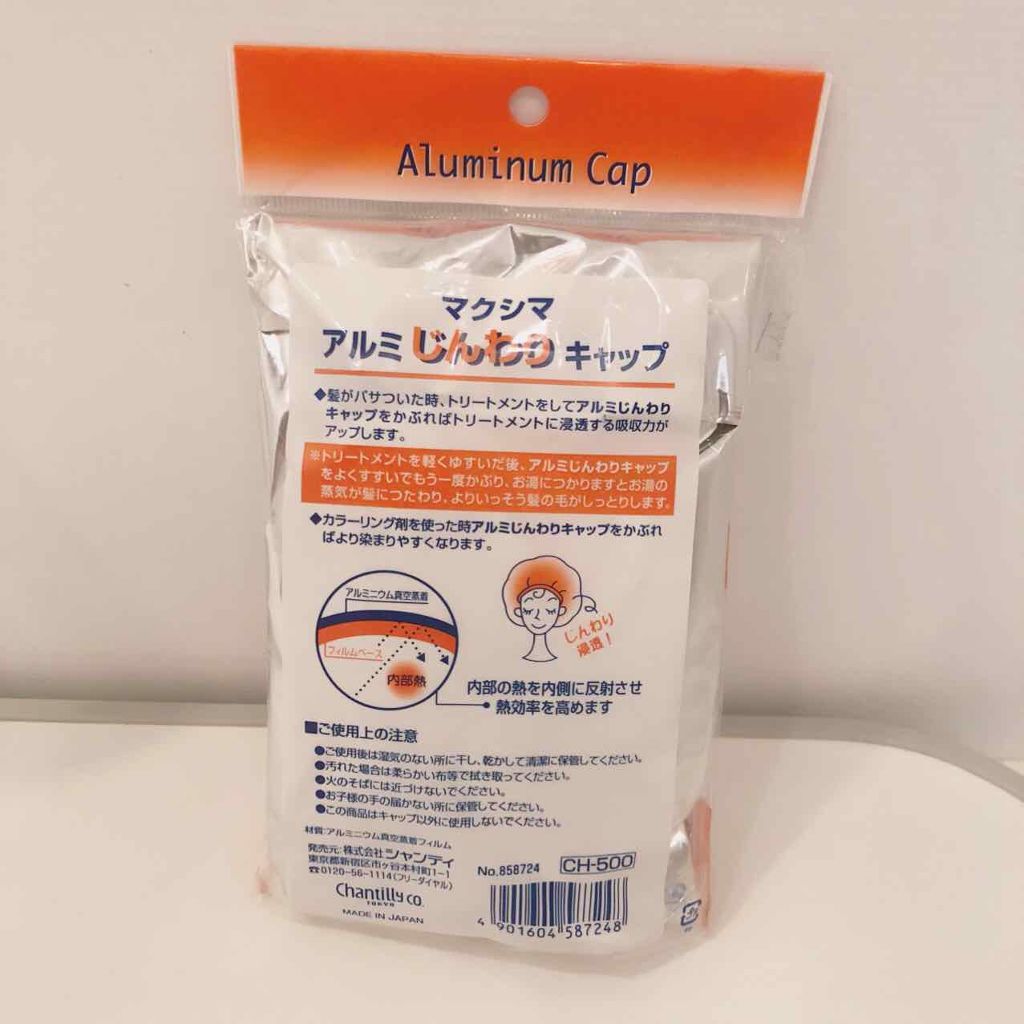 Aluminum Cap
マクシマ
アルミ じんわり キャップ
◆髪がパサついた時、トリートメントをしてアルミじんわり
キャップをかぶればトリートメントに浸透する吸収力が
アップします。
※トリートメントを軽くゆすいだ後、アルミじんわりキャップ
をよくすすいでもう一度かぶり、お湯につかりますとお湯の
蒸気が髪につたわり、よりいっそう髪の毛がしっとりします。
◆カラーリング剤を使った時アルミじんわりキャップをかぶれ
ばより染まりやすくなります。
アルミニウム真空蒸着
フィルムベース
内部熱
じんわり
浸透!
内部の熱を内側に反射させ
熱効率を高めます
■ご使用上の注意
●ご使用後は湿気のない所に干し、乾かして清潔に保管してください。
●汚れた場合は柔らかい布等で拭き取ってください。
●火のそばには近づけないでください。
●お子様の手の届かない所に保管してください。
●この商品はキャップ以外に使用しないでください。
材質:アルミニウム真空蒸着フィルム
発売元:株式会社シャンティ
東京都新宿区市ヶ谷本村町1-1
☎0120-56-1114(フリーダイヤル)
Chantilly CO.
TOKYO
MADE IN JAPAN
No.858724 CH-500
4 901604 587248
プラ